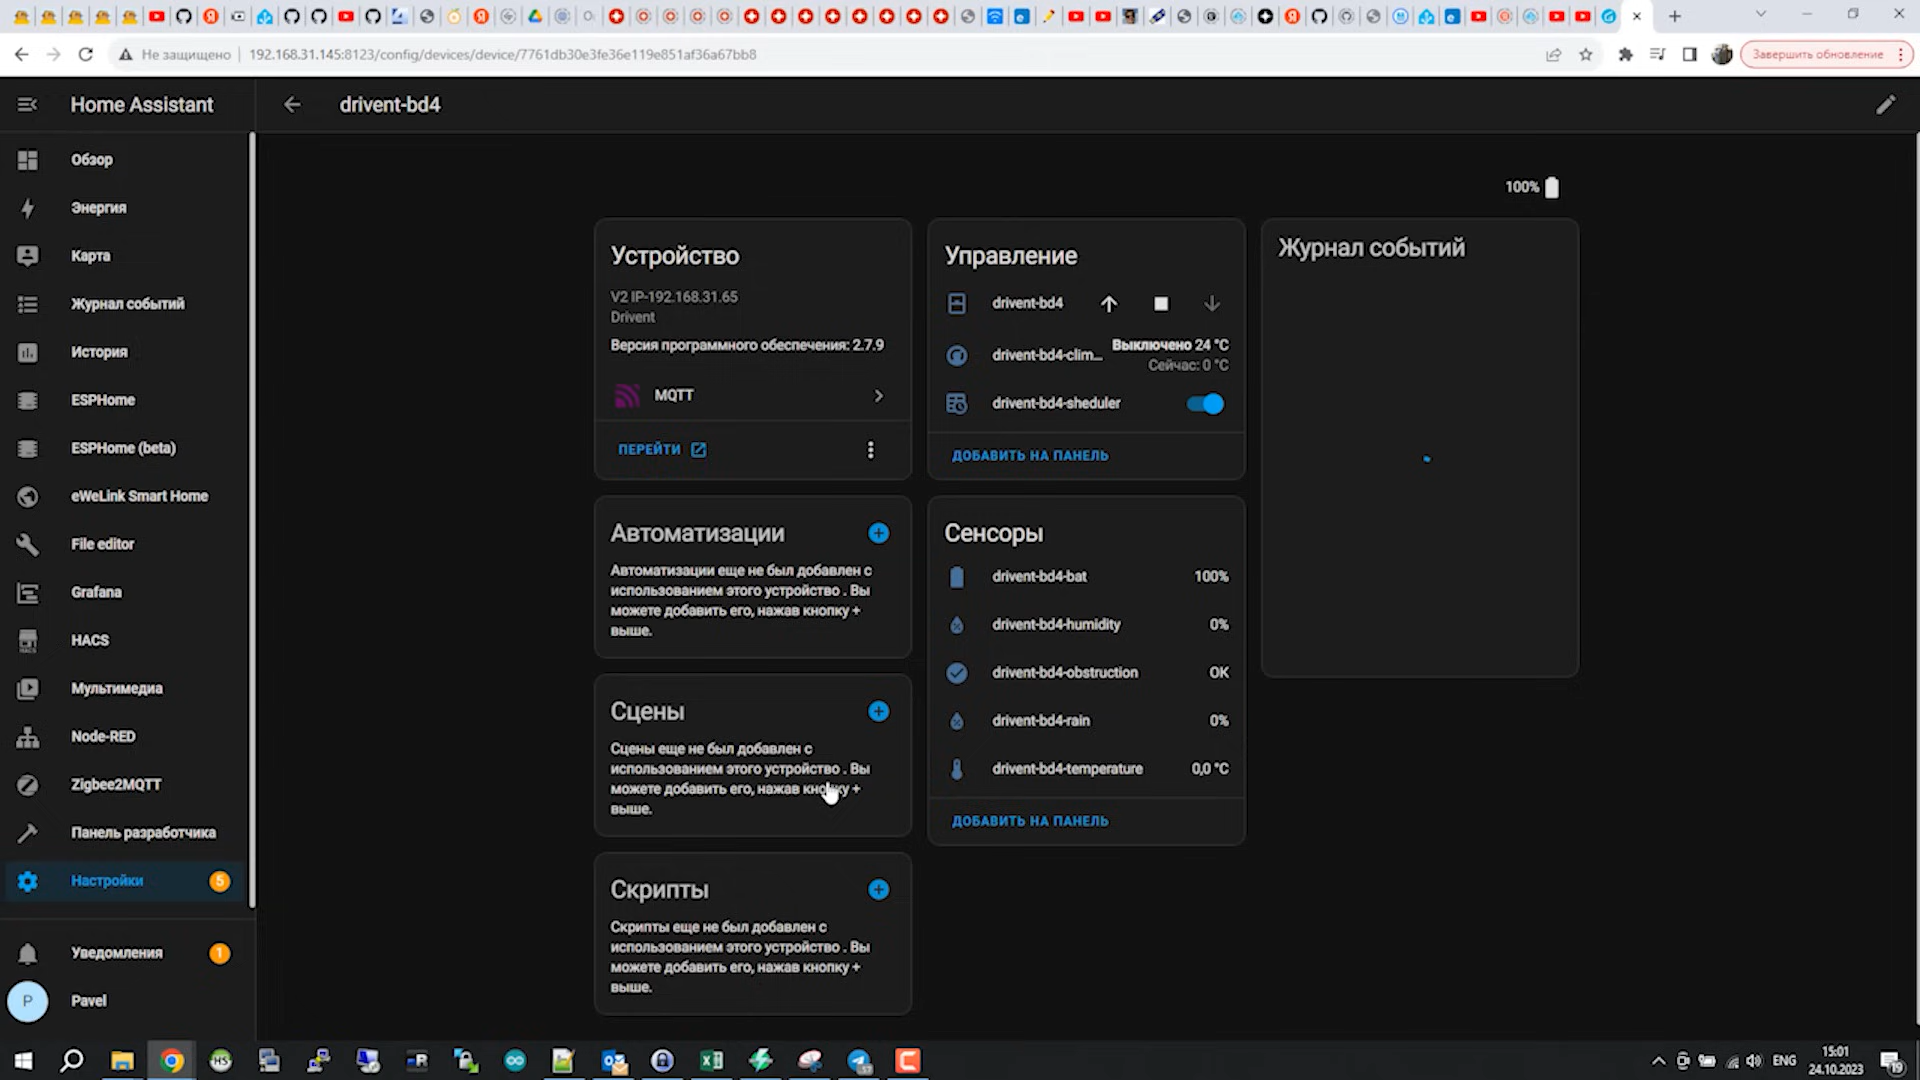 Не защищено
192.168.31.145:8123/config/devices/device/7761db30e3fe36e119e851af36a67bb8
Завершить обновление
Home Assistant
drivent-bd4
Обзор
Энергия
Карта
Журнал событий
История
ESPHome
ESPHome (beta)
eWeLink Smart Home
File editor
Grafana
HACS
Мультимедиа
Node-RED
Zigbee2MQTT
Панель разработчика
Настройки
5
Уведомления
1
P
Pavel
100%
Устройство
V2 IP-192.168.31.65
Drivent
Версия программного обеспечения: 2.7.9
MQTT
ПЕРЕЙТИ
Автоматизации
Автоматизации еще не был добавлен с
использованием этого устройство . Вы
можете добавить его, нажав кнопку +
выше.
Сцены
Сцены еще не был добавлен с
использованием этого устройство . Вы
можете добавить его, нажав кнопку +
выше.
Скрипты
Скрипты еще не был добавлен с
использованием этого устройство . Вы
можете добавить его, нажав кнопку +
выше.
Управление
drivent-bd4
drivent-bd4-clim...
Выключено 24 °C
Сейчас: 0 °C
drivent-bd4-sheduler
ДОБАВИТЬ НА ПАНЕЛЬ
Сенсоры
drivent-bd4-bat 100%
drivent-bd4-humidity 0%
drivent-bd4-obstruction OK
drivent-bd4-rain 0%
drivent-bd4-temperature 0,0 °C
ДОБАВИТЬ НА ПАНЕЛЬ
Журнал событий
ENG
15:01
24.10.2023
19